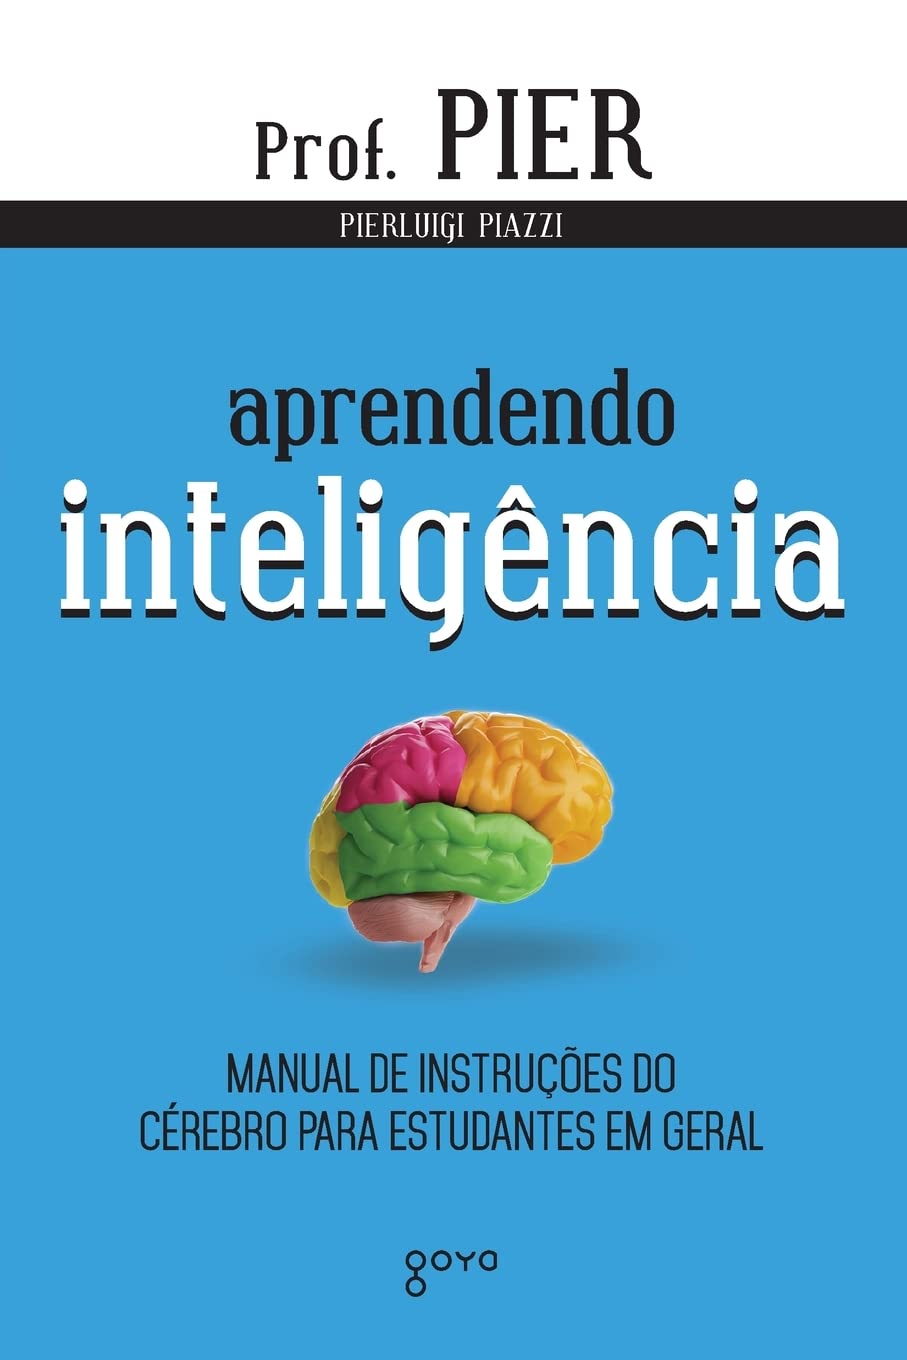 Prof. PIER
PIERLUIGI PIAZZI
aprendendo
inteligência
MANUAL DE INSTRUÇÕES DO
CÉREBRO PARA ESTUDANTES EM GERAL
goya